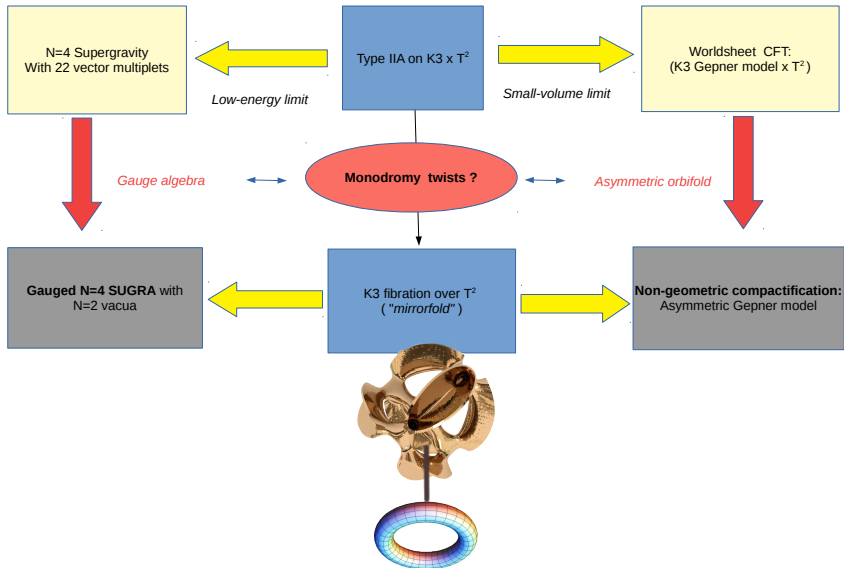 N=4 Supergravity
With 22 vector multiplets
Type IIA on K3 x T²
Worldsheet CFT:
(K3 Gepner model x T²)
Low-energy limit
Small-volume limit
Gauge algebra
Monodromy twists ?
Asymmetric orbifold
Gauged N=4 SUGRA with
N=2 vacua
K3 fibration over T²
( "mirrorfold" )
Non-geometric compactification:
Asymmetric Gepner model